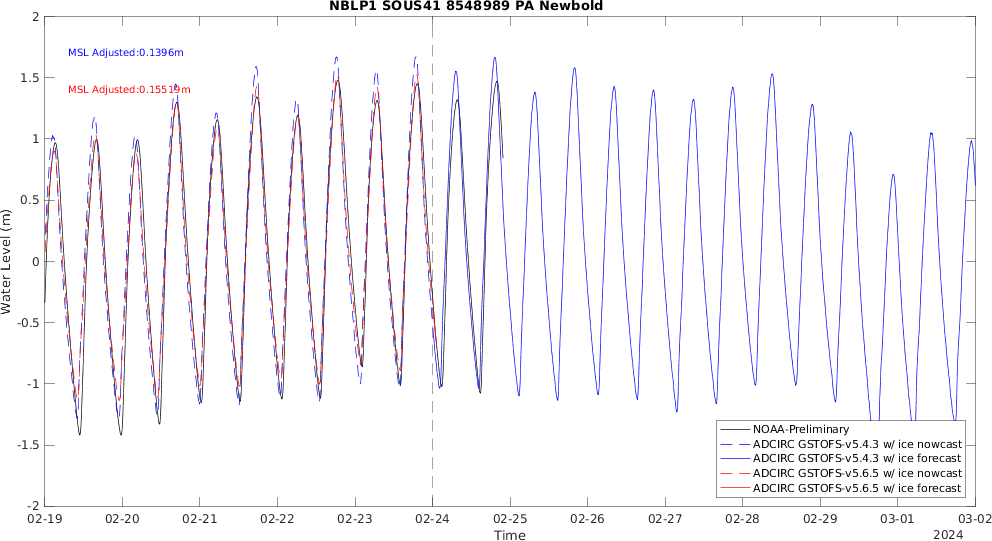 NBLP1 SOUS41 8548989 PA Newbold
MSL Adjusted:0.1396m
MSL Adjusted:0.15519m
Water Level (m)
2
1.5
1
0.5
0
-0.5
-1
-1.5
-2
NOAA-Preliminary
ADCIRC GSTOFS-v5.4.3 w/ ice nowcast
ADCIRC GSTOFS-v5.4.3 w/ ice forecast
ADCIRC GSTOFS-v5.6.5 w/ ice nowcast
ADCIRC GSTOFS-v5.6.5 w/ ice forecast
02-19 02-20 02-21 02-22 02-23 02-24 02-25 02-26 02-27 02-28 02-29 03-01 03-02
Time
2024